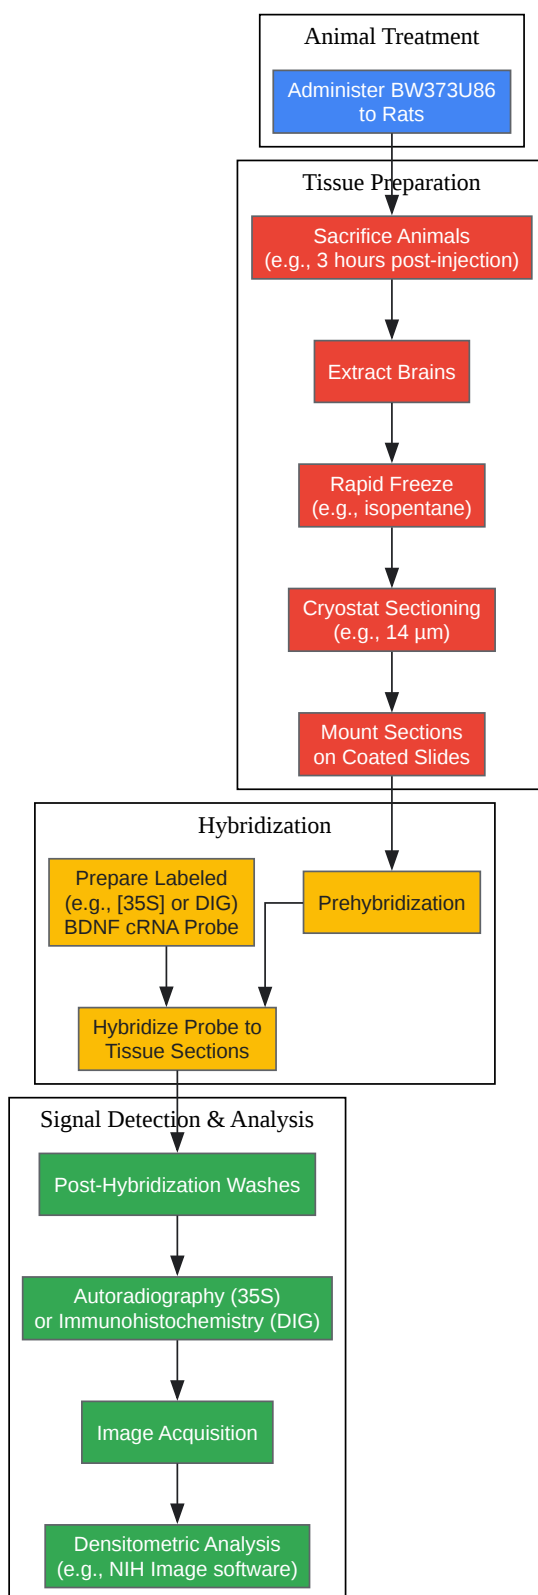 Animal Treatment
Administer BW373U86
to Rats
Tissue Preparation
Sacrifice Animals
(e.g., 3 hours post-injection)
Extract Brains
Rapid Freeze
(e.g., isopentane)
Cryostat Sectioning
(e.g., 14 µm)
Mount Sections
on Coated Slides
Hybridization
Prepare Labeled
(e.g., [35S] or DIG)
BDNF cRNA Probe
Prehybridization
Hybridize Probe to
Tissue Sections
Signal Detection & Analysis
Post-Hybridization Washes
Autoradiography (35S)
or Immunohistochemistry (DIG)
Image Acquisition
Densitometric Analysis
(e.g., NIH Image software)